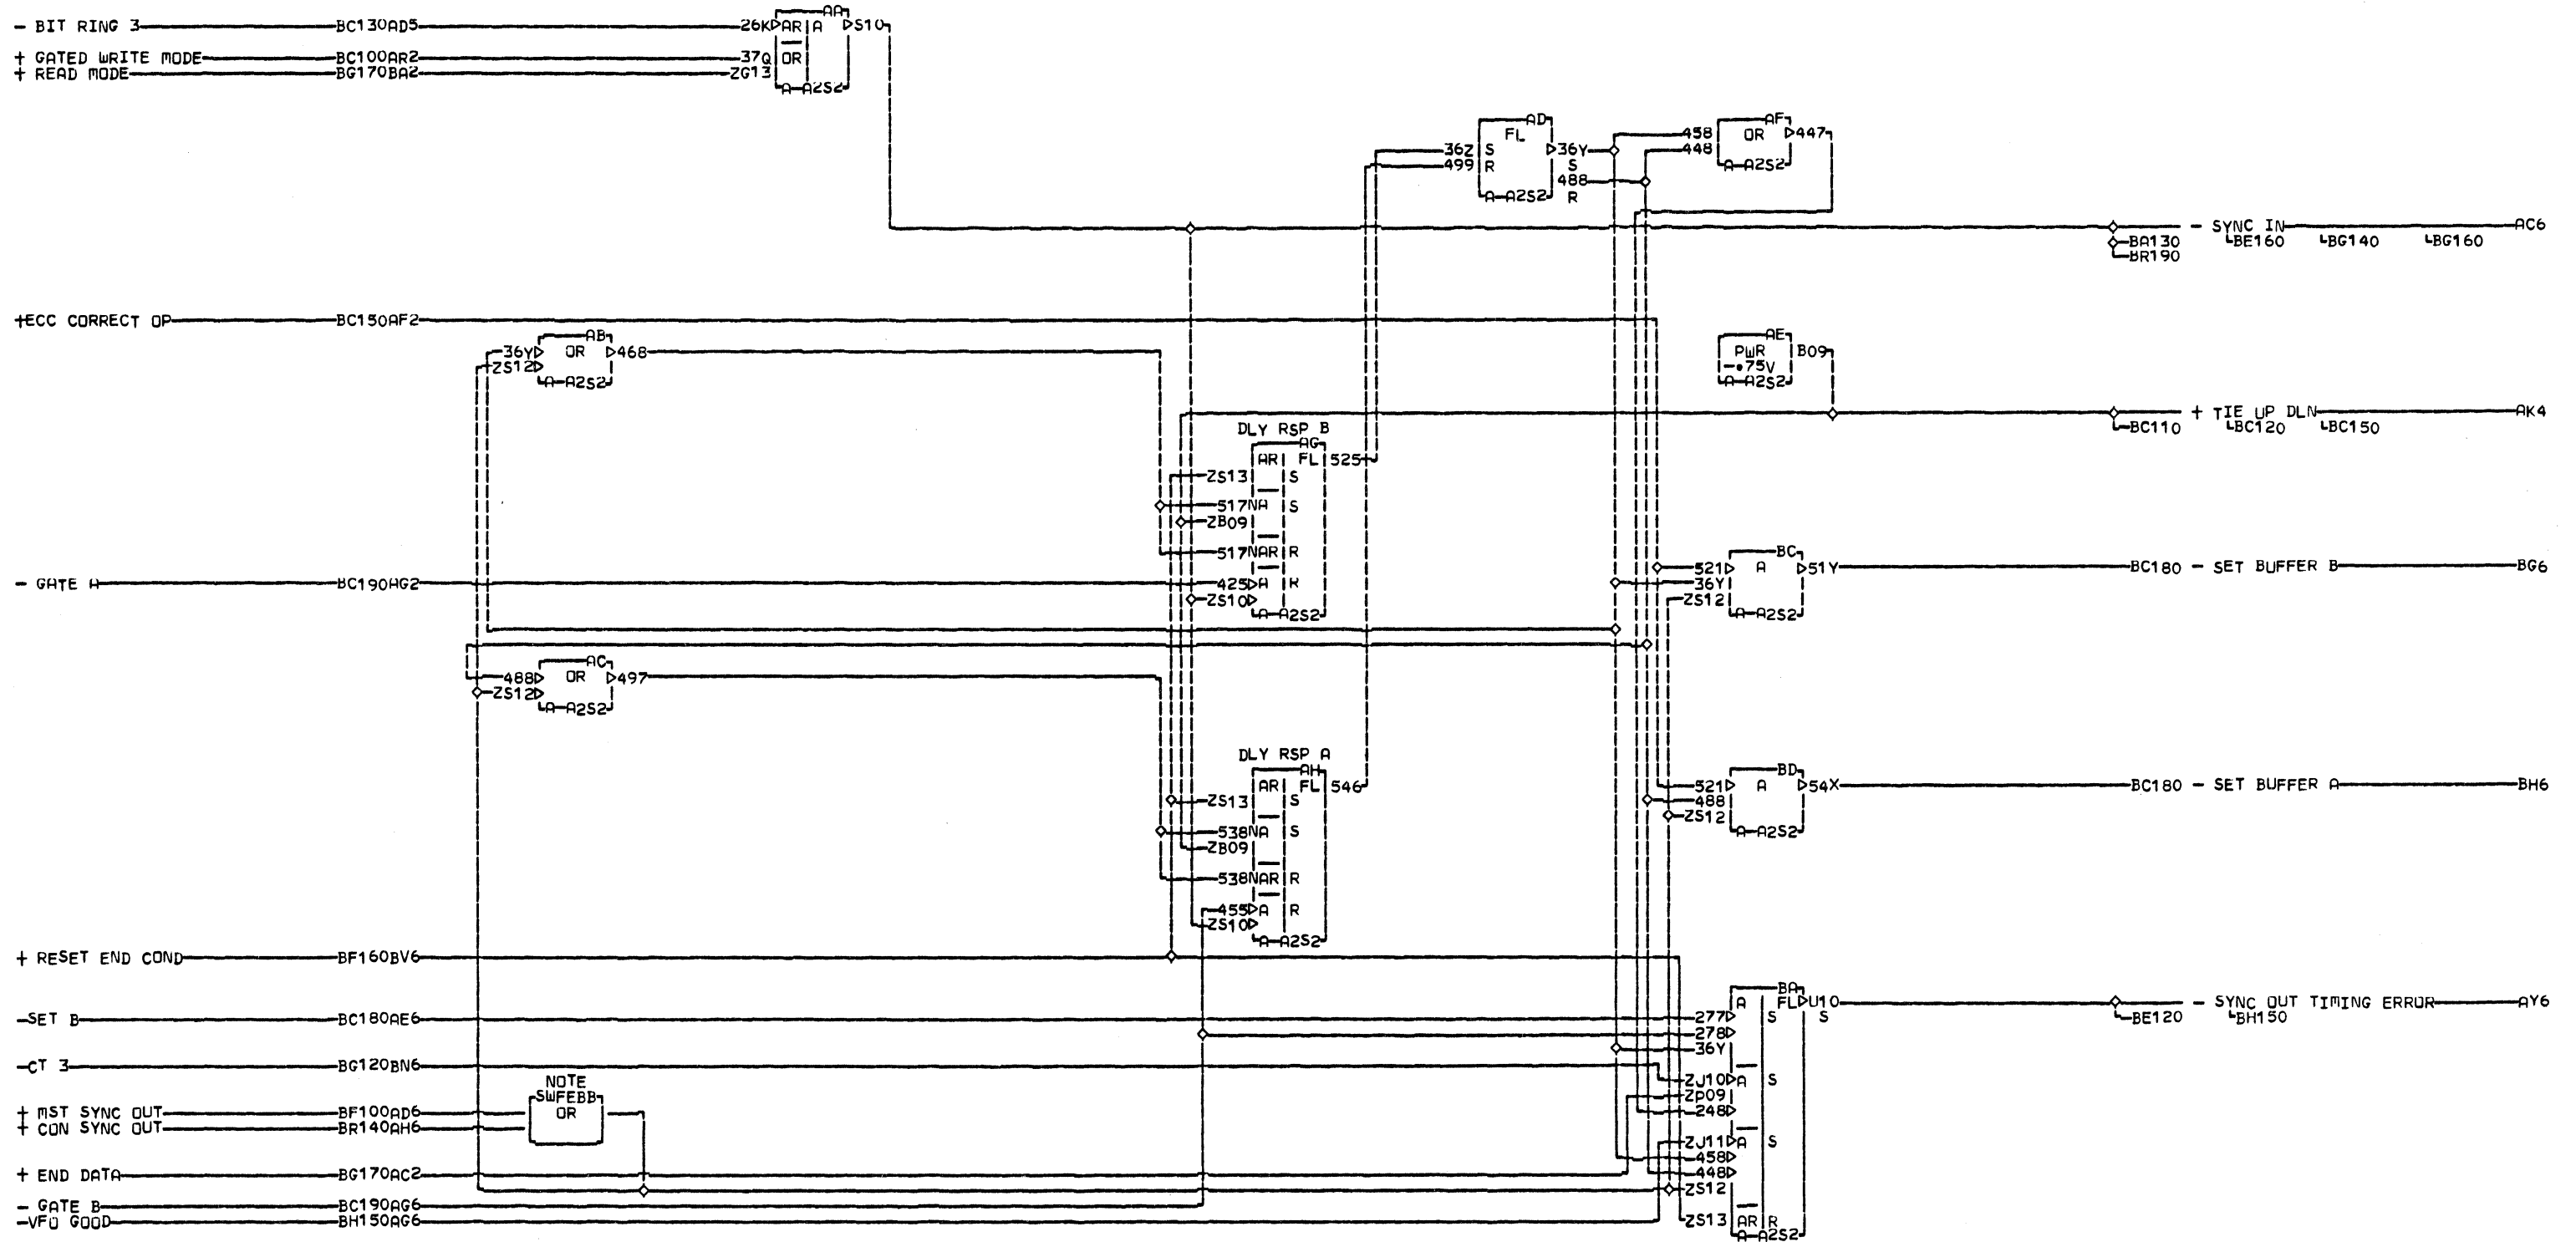 - BIT RING 3 BC130AD5 26K AR A S10
AA
+ GATED WRITE MODE BC100AR2 37Q OR
+ READ MODE BG170BA2 ZG13
A-A2S2
AD
FL
36Z S 36Y
499 R S
488
A-A2S2 R
AF
458 OR 447
448
A-A2S2
- SYNC IN AC6
BA130 BE160 BG140 BG160
BR190
+ECC CORRECT OP BC150AF2
AB
36Y OR 468
ZS12
A-A2S2
AE
PWR B09
-.75V
A-A2S2
+ TIE UP DLN AK4
BC110 BC120 BC150
DLY RSP B
AG
AR FL 525
ZS13 S
517NA S
ZB09
517NAR R
- GATE A BC190AG2 425 A R
ZS10
A-A2S2
BC
521 A 51Y BC180 - SET BUFFER B BG6
36Y
ZS12
A-A2S2
AC
488 OR 497
ZS12
A-A2S2
DLY RSP A
AH
AR FL 546
ZS13 S
538NA S
ZB09
538NAR R
455 A R
ZS10
A-A2S2
BD
521 A 54X BC180 - SET BUFFER A BH6
488
ZS12
A-A2S2
+ RESET END COND BF160BV6
BA
A FL U10 - SYNC OUT TIMING ERROR AY6
-SET B BC180AE6 277 S S BE120 BH150
278
36Y
-CT 3 BG120BN6 ZJ10 A S
NOTE
SWFEBB
OR
+ MST SYNC OUT BF100AD6
+ CON SYNC OUT BR140AH6
ZP09
248
ZJ11 A S
458
+ END DATA BG170AC2 448
ZS12
- GATE B BC190AG6
-VFO GOOD BH150AG6 ZS13 AR R
A-A2S2